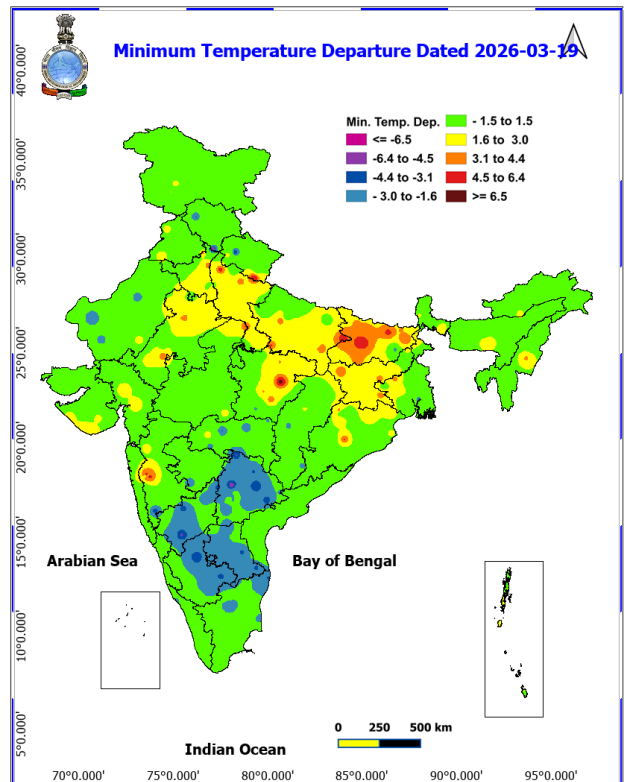 Minimum Temperature Departure Dated 2026-03-19
40°0.000'
Min. Temp. Dep.
<= -6.5
-6.4 to -4.5
-4.4 to -3.1
- 3.0 to -1.6
- 1.5 to 1.5
1.6 to 3.0
3.1 to 4.4
4.5 to 6.4
>= 6.5
35°0.000'
30°0.000'
25°0.000'
20°0.000'
15°0.000'
Arabian Sea
Bay of Bengal
10°0.000'
5°0.000'
0 250 500 km
Indian Ocean
70°0.000' 75°0.000' 80°0.000' 85°0.000' 90°0.000' 95°0.000'